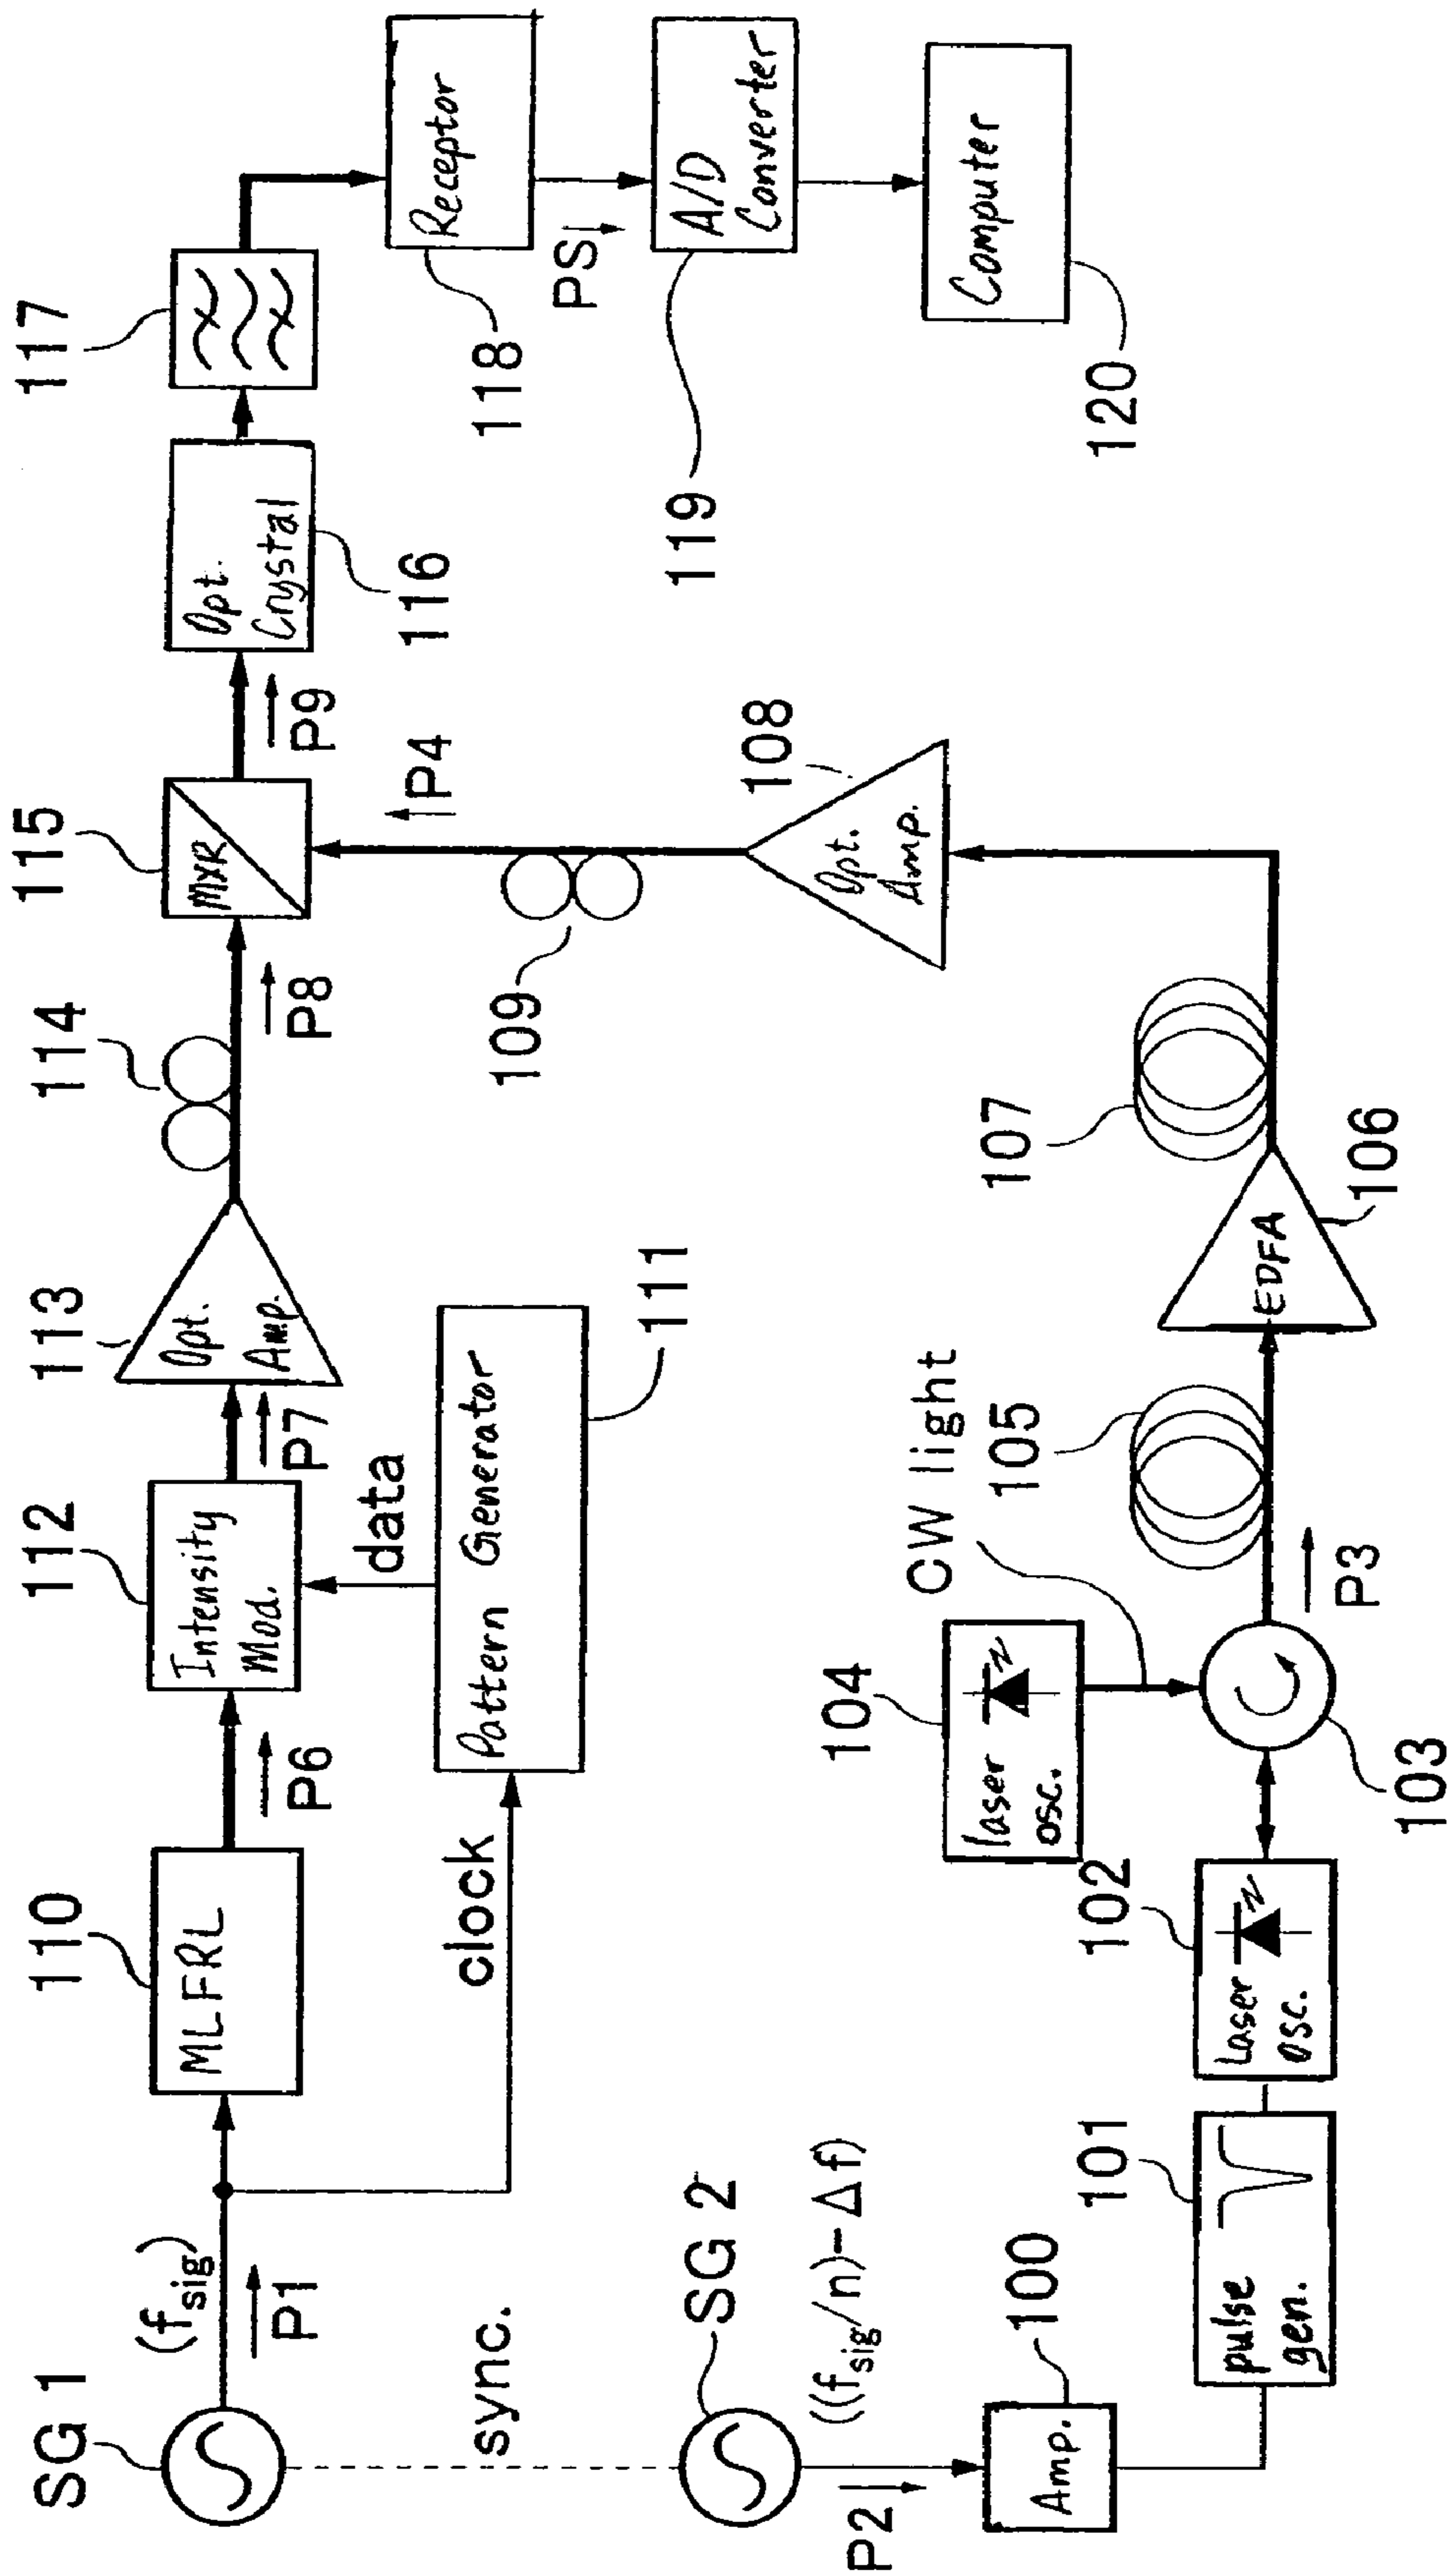 SG 1
(fsig)
P1
110
MLFRL
P6
112
Intensity
Mod.
P7
113
Opt.
Amp.
114
P8
115
MXR
P9
116
Opt.
Crystal
117
118
Receptor
PS
119
A/D
Converter
120
Computer
clock
data
111
Pattern Generator
sync.
SG 2
((fsig/n)-Δf)
P2
100
Amp.
101
pulse
gen.
102
Laser
osc.
103
104
laser
osc.
CW light
P3
105
106
EDFA
107
108
Opt.
Amp.
109
P4